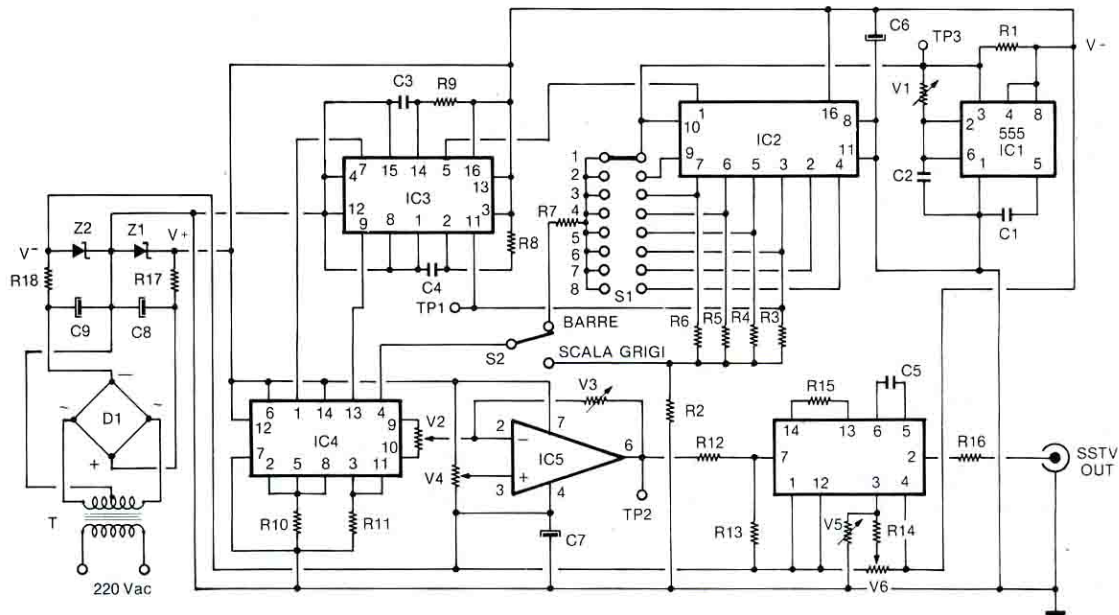 C6
TP3
R1
V-
C3
R9
V1
1
16
3
4
8
10
8
2
555
IC1
7
15
14
5
16
IC2
1
9
11
6
4
13
2
7
6
5
3
2
4
C2
1
5
IC3
3
12
R7
3
9
8
1
2
11
4
R8
5
C1
Z2
Z1
V+
V-
6
R18
R17
C4
7
8
S1
TP1
R6
R5
R4
R3
C9
C8
BARRE
S2
SCALA GRIGI
V3
R15
C5
~
−
~
D1
6
1
14
13
4
V2
7
R2
14
13
6
5
12
9
2
−
6
R12
R16
IC4
10
IC5
7
2
SSTV
OUT
+
7
2
5
8
3
11
V4
+
3
4
1
12
3
4
TP2
T
R10
R11
R13
V5
R14
C7
V6
220 Vac